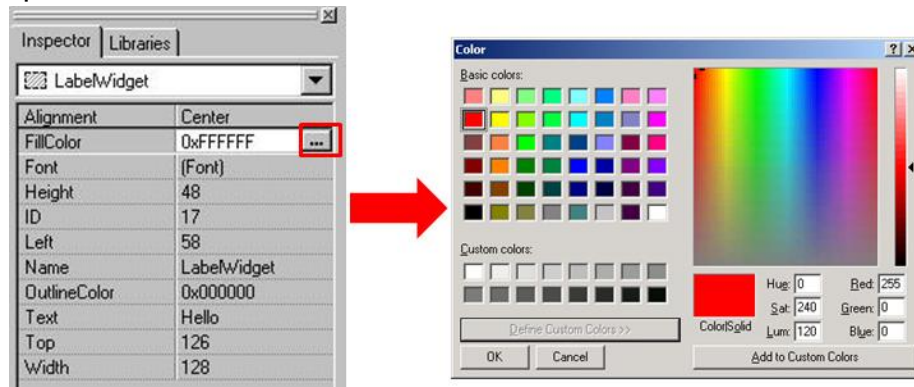 Inspector
Libraries
LabelWidget
Alignment Center
FillColor 0xFFFFFF ...
Font (Font)
Height 48
ID 17
Left 58
Name LabelWidget
OutlineColor 0x000000
Text Hello
Top 126
Width 128
Color
Basic colors:
Custom colors:
Define Custom Colors >>
OK
Cancel
Color|Solid
Hue: 0
Sat: 240
Lum: 120
Red: 255
Green: 0
Blue: 0
Add to Custom Colors